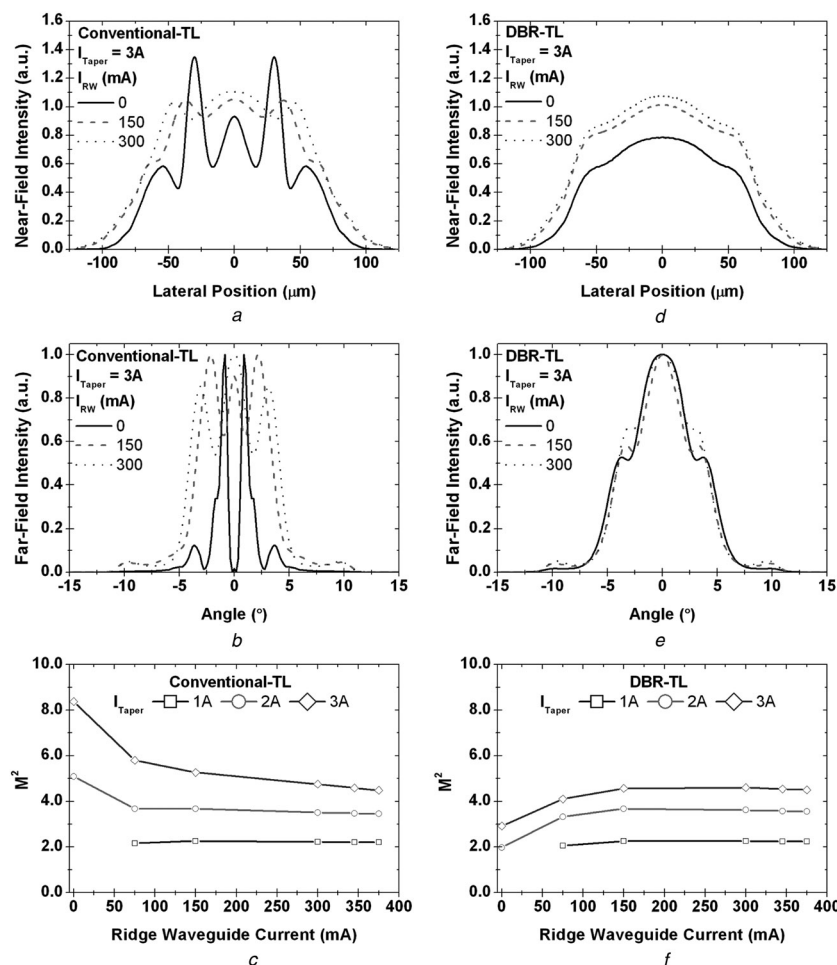 Conventional-TL
I_Taper = 3A
I_RW (mA)
0
150
300
Near-Field Intensity (a.u.)
1.6
1.4
1.2
1.0
0.8
0.6
0.4
0.2
0.0
-100 -50 0 50 100
Lateral Position (µm)
a
DBR-TL
I_Taper = 3A
I_RW (mA)
0
150
300
Near-Field Intensity (a.u.)
1.6
1.4
1.2
1.0
0.8
0.6
0.4
0.2
0.0
-100 -50 0 50 100
Lateral Position (µm)
d
Conventional-TL
I_Taper = 3A
I_RW (mA)
0
150
300
Far-Field Intensity (a.u.)
1.0
0.8
0.6
0.4
0.2
0.0
-15 -10 -5 0 5 10 15
Angle (°)
b
DBR-TL
I_Taper = 3A
I_RW (mA)
0
150
300
Far-Field Intensity (a.u.)
1.0
0.8
0.6
0.4
0.2
0.0
-15 -10 -5 0 5 10 15
Angle (°)
e
Conventional-TL
I_Taper 1A 2A 3A
M²
10.0
8.0
6.0
4.0
2.0
0.0
0 50 100 150 200 250 300 350 400
Ridge Waveguide Current (mA)
c
DBR-TL
I_Taper 1A 2A 3A
M²
10.0
8.0
6.0
4.0
2.0
0.0
0 50 100 150 200 250 300 350 400
Ridge Waveguide Current (mA)
f